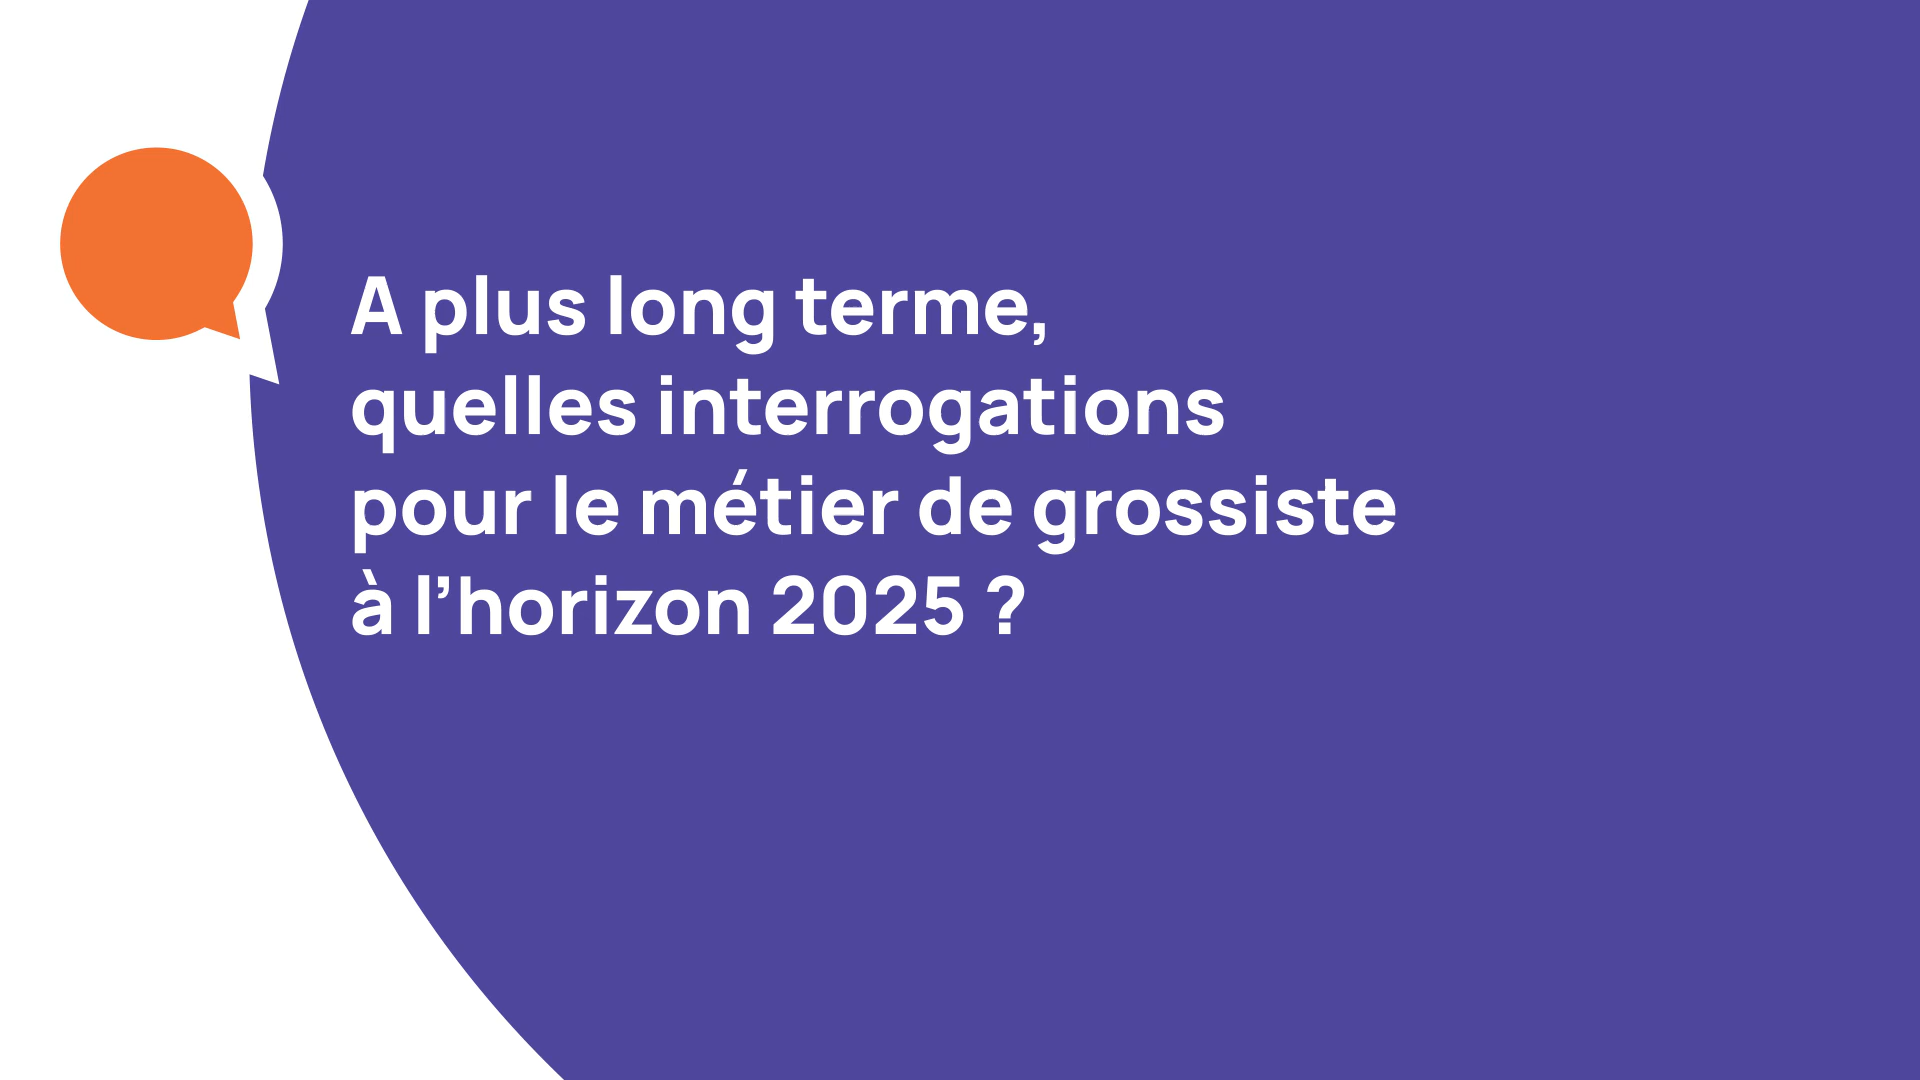 A plus long terme,
quelles interrogations
pour le métier de grossiste
à l’horizon 2025 ?